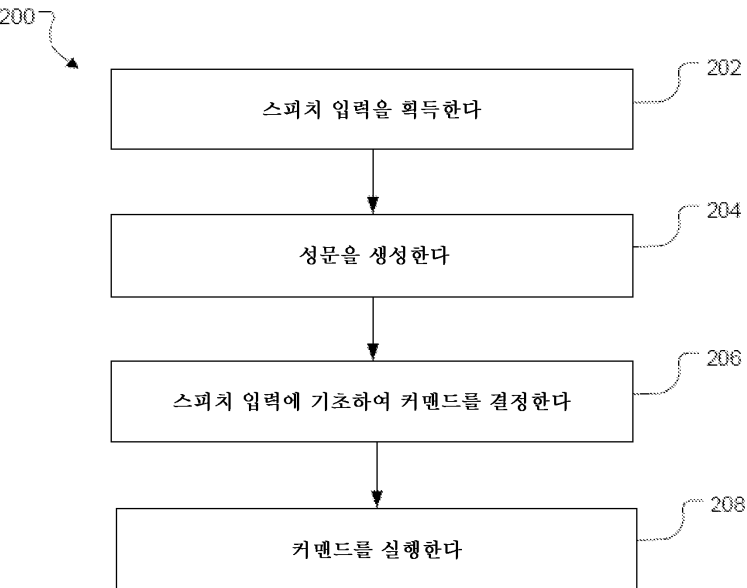 200
202
스피치 입력을 획득한다
204
성문을 생성한다
206
스피치 입력에 기초하여 커맨드를 결정한다
208
커맨드를 실행한다